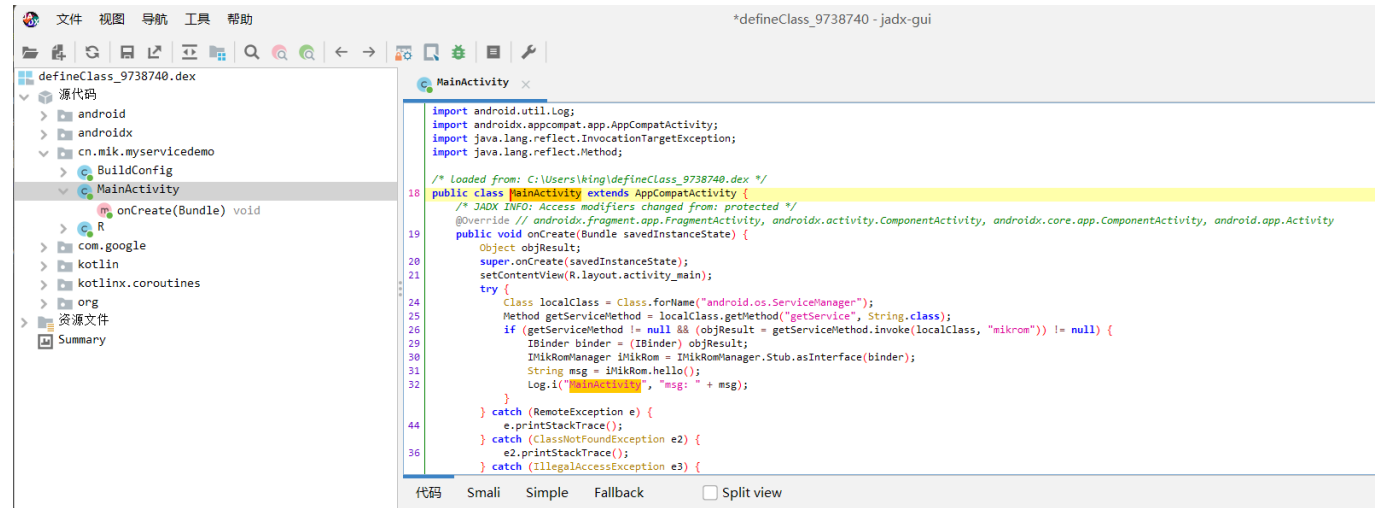 文件 视图 导航 工具 帮助
*defineClass_9738740 - jadx-gui
defineClass_9738740.dex
源代码
android
androidx
cn.mik.myservicedemo
BuildConfig
MainActivity
onCreate(Bundle) void
R
com.google
kotlin
kotlinx.coroutines
org
资源文件
Summary
MainActivity
import android.util.Log;
import androidx.appcompat.app.AppCompatActivity;
import java.lang.reflect.InvocationTargetException;
import java.lang.reflect.Method;
/* loaded from: C:\Users\king\defineClass_9738740.dex */
18 public class MainActivity extends AppCompatActivity {
/* JADX INFO: Access modifiers changed from: protected */
@Override // androidx.fragment.app.FragmentActivity, androidx.activity.ComponentActivity, androidx.core.app.ComponentActivity, android.app.Activity
19 public void onCreate(Bundle savedInstanceState) {
Object objResult;
20 super.onCreate(savedInstanceState);
21 setContentView(R.layout.activity_main);
try {
24 Class localClass = Class.forName("android.os.ServiceManager");
25 Method getServiceMethod = localClass.getMethod("getService", String.class);
26 if (getServiceMethod != null && (objResult = getServiceMethod.invoke(localClass, "mikrom")) != null) {
29 IBinder binder = (IBinder) objResult;
30 IMikRomManager iMikRom = IMikRomManager.Stub.asInterface(binder);
31 String msg = iMikRom.hello();
32 Log.i("MainActivity", "msg: " + msg);
}
} catch (RemoteException e) {
44 e.printStackTrace();
} catch (ClassNotFoundException e2) {
36 e2.printStackTrace();
} catch (IllegalAccessException e3) {
代码 Smali Simple Fallback Split view